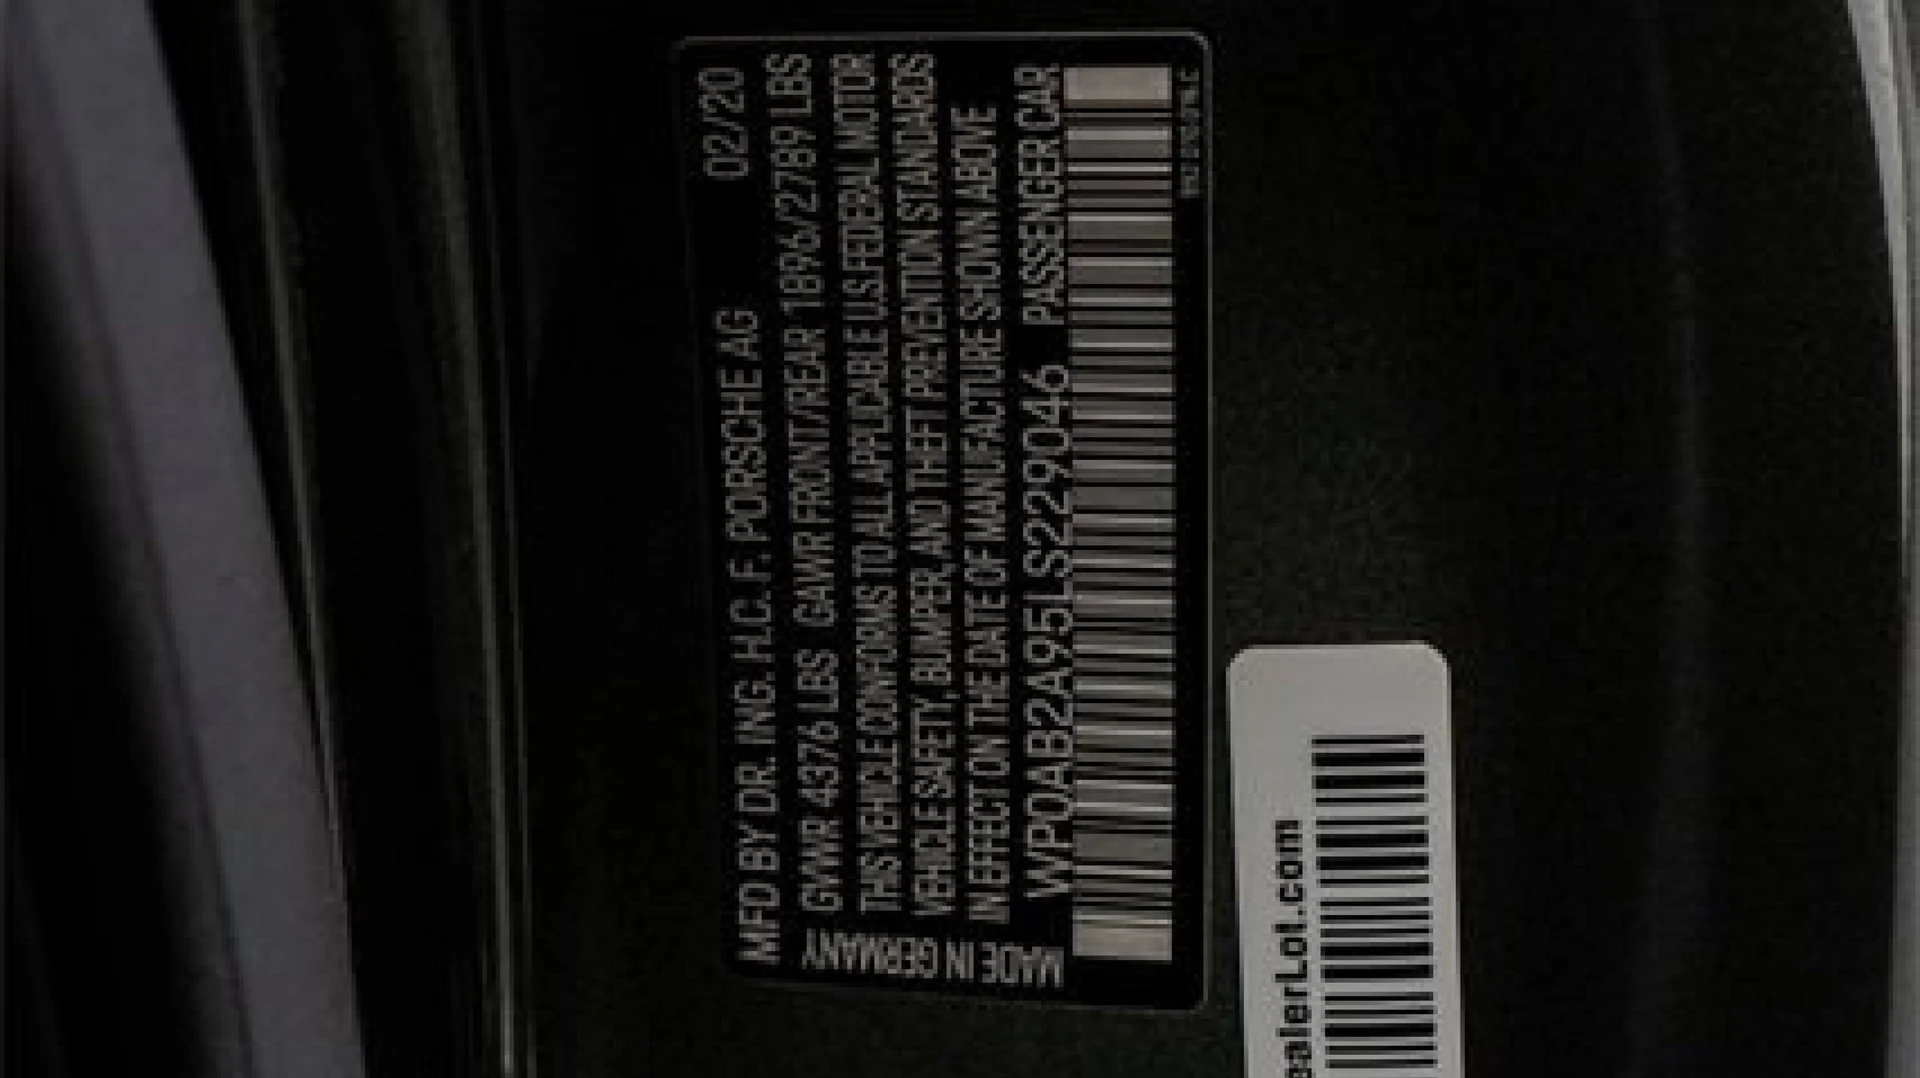 MFD BY DR. ING. H.C. F. PORSCHE AG 02/20
GVWR 4376 LBS GAWR FRONT/REAR 1896/2789 LBS
THIS VEHICLE CONFORMS TO ALL APPLICABLE U.S. FEDERAL MOTOR
VEHICLE SAFETY, BUMPER, AND THEFT PREVENTION STANDARDS
IN EFFECT ON THE DATE OF MANUFACTURE SHOWN ABOVE
WP0AB2A95LS229046 PASSENGER CAR
MADE IN GERMANY
ealerLot.com